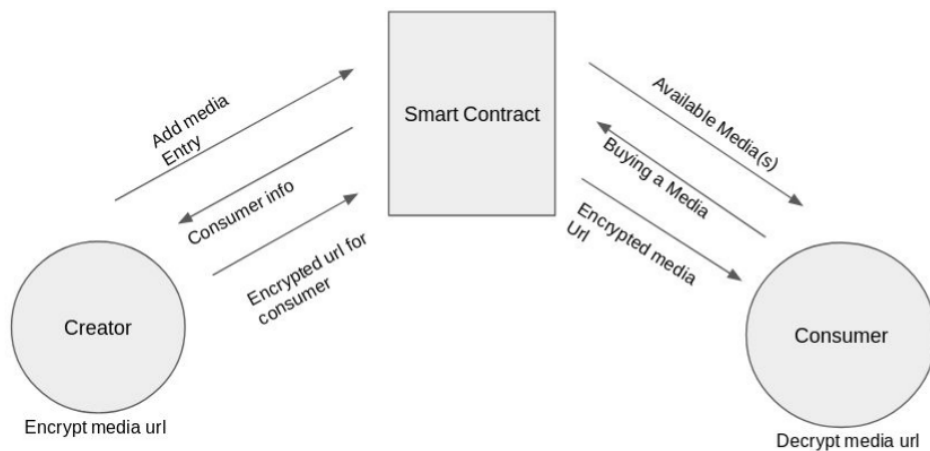 Smart Contract
Add media
Entry
Consumer info
Encrypted url for
consumer
Available Media(s)
Buying a Media
Encrypted media
Url
Creator
Encrypt media url
Consumer
Decrypt media url